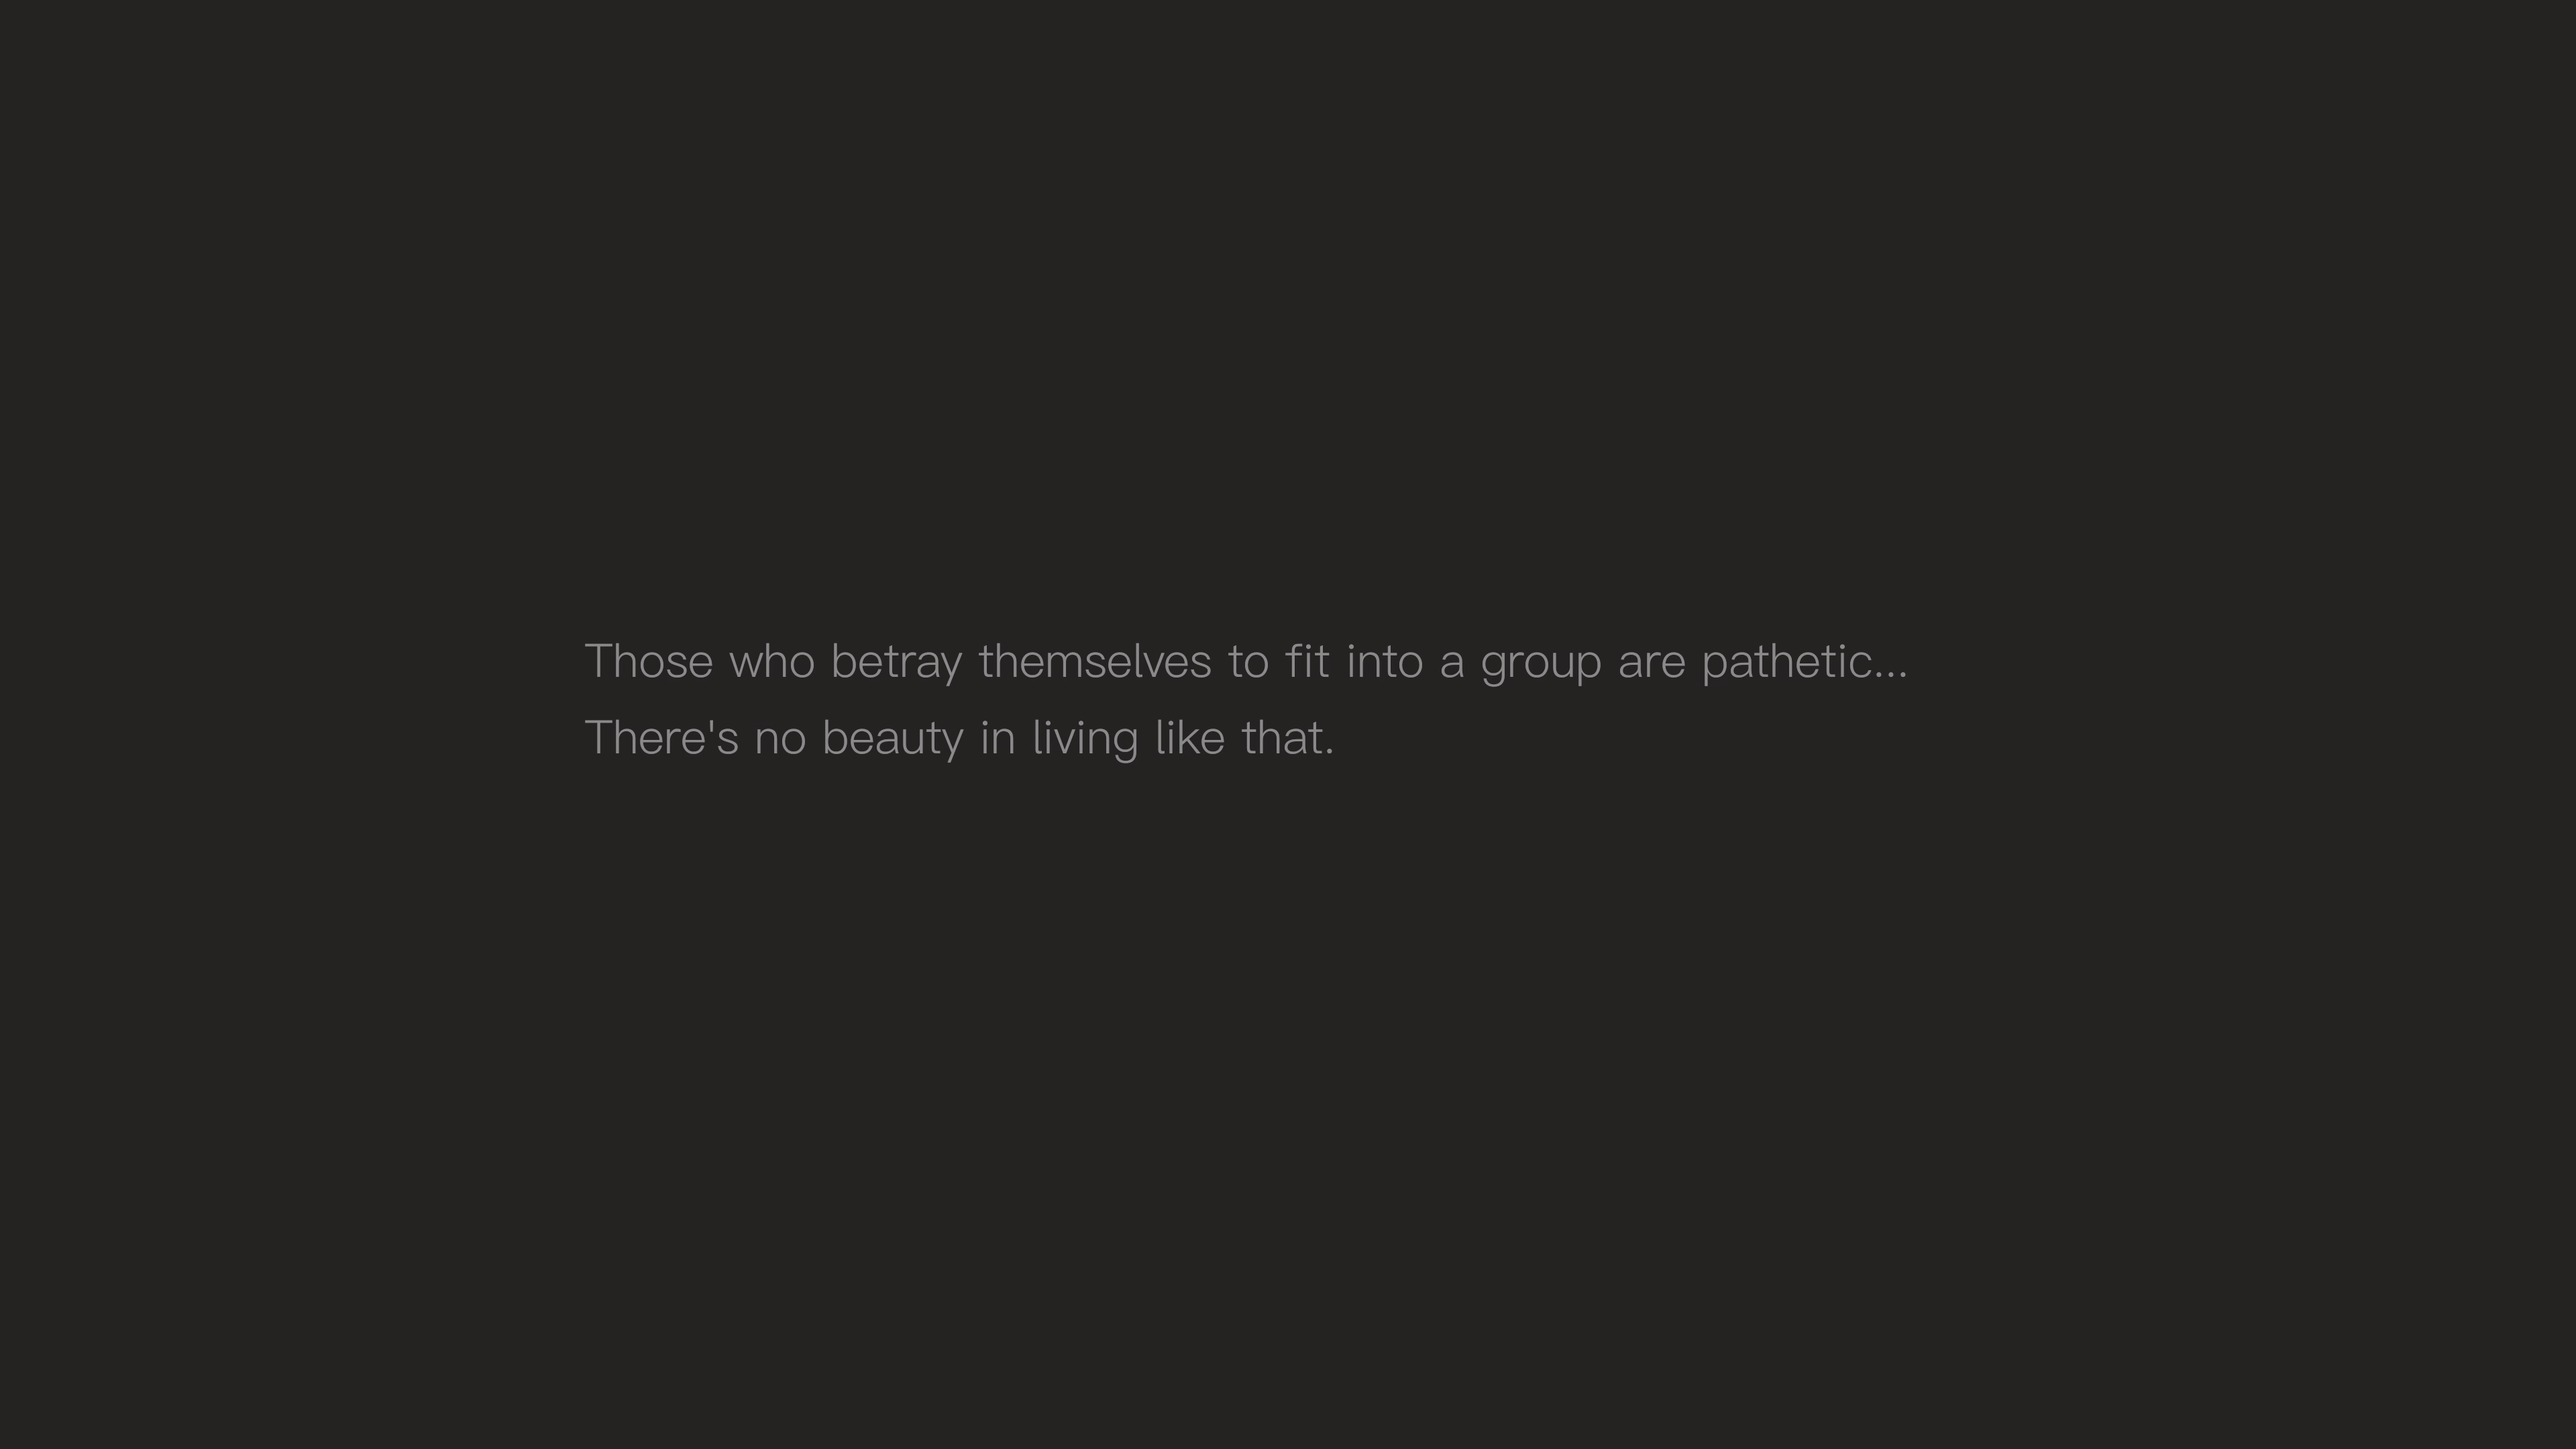 Those who betray themselves to fit into a group are pathetic...
There's no beauty in living like that.